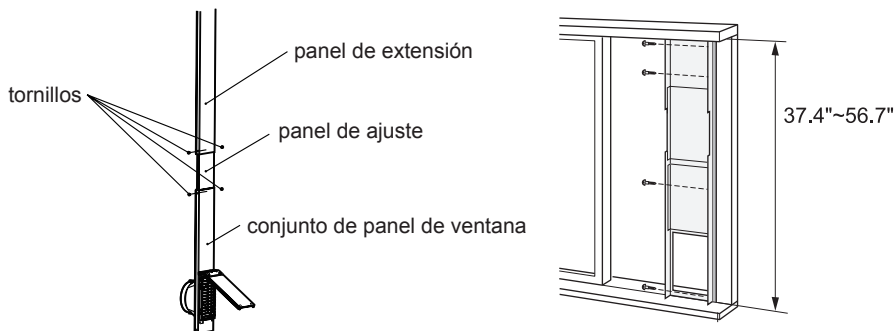 panel de extensión
tornillos
panel de ajuste
conjunto de panel de ventana
37.4"~56.7"